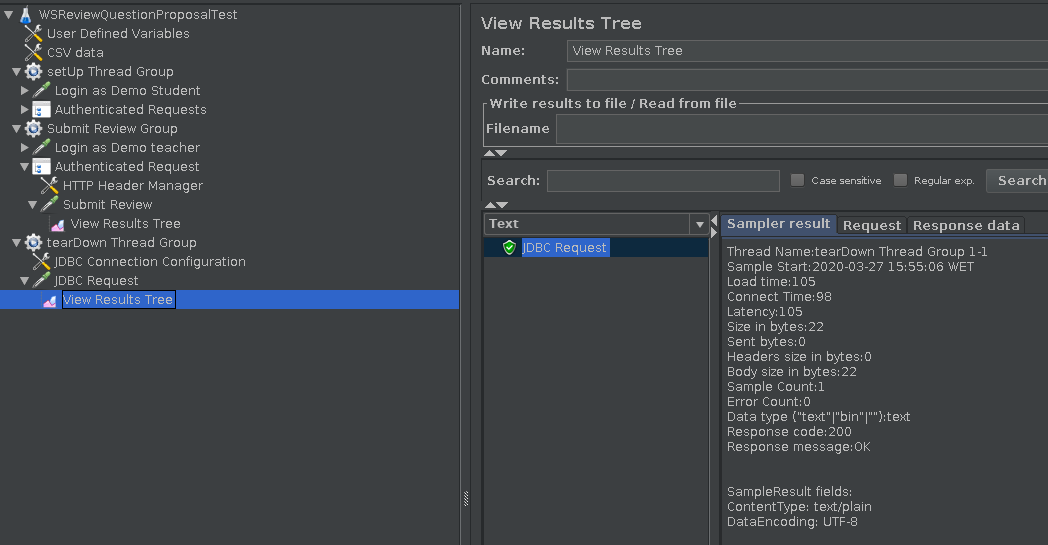 WSReviewQuestionProposalTest
User Defined Variables
CSV data
setUp Thread Group
Login as Demo Student
Authenticated Requests
Submit Review Group
Login as Demo teacher
Authenticated Request
HTTP Header Manager
Submit Review
View Results Tree
tearDown Thread Group
JDBC Connection Configuration
JDBC Request
View Results Tree
View Results Tree
Name: View Results Tree
Comments:
Write results to file / Read from file
Filename
Search: Case sensitive Regular exp. Search
Text
JDBC Request
Sampler result Request Response data
Thread Name:tearDown Thread Group 1-1
Sample Start:2020-03-27 15:55:06 WET
Load time:105
Connect Time:98
Latency:105
Size in bytes:22
Sent bytes:0
Headers size in bytes:0
Body size in bytes:22
Sample Count:1
Error Count:0
Data type ("text"|"bin"|""):text
Response code:200
Response message:OK
SampleResult fields:
ContentType: text/plain
DataEncoding: UTF-8